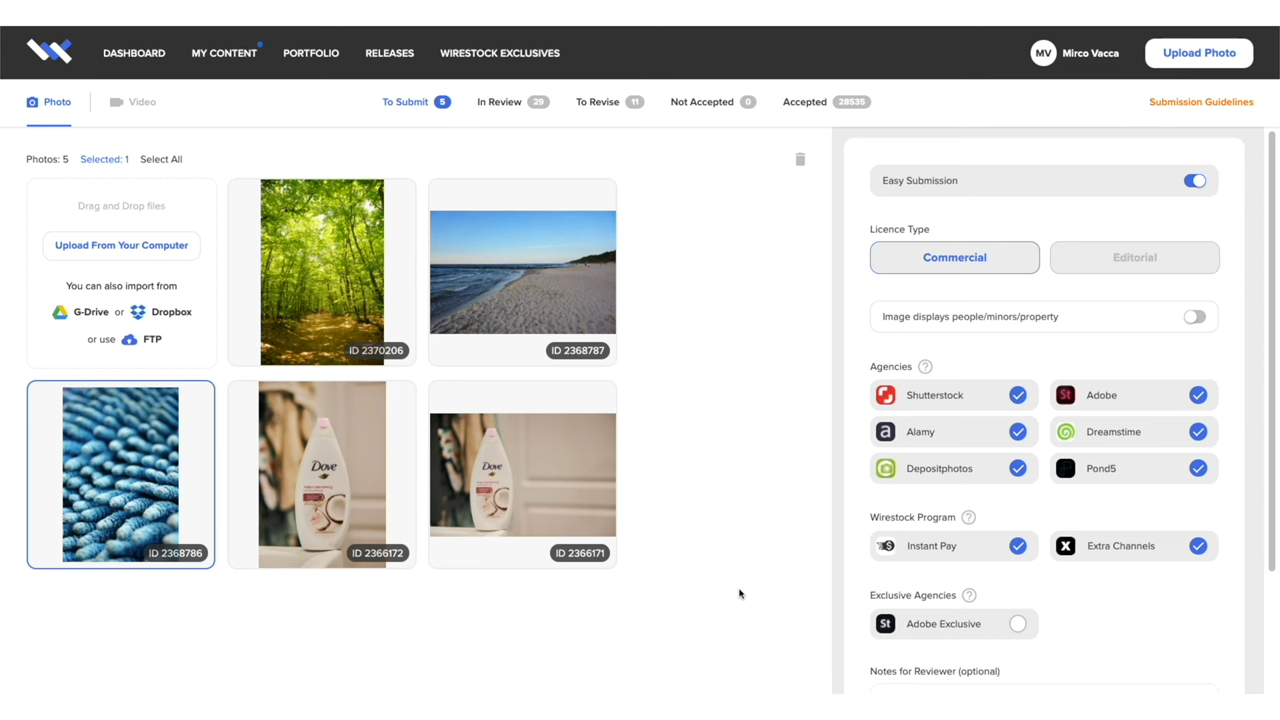 DASHBOARD MY CONTENT PORTFOLIO RELEASES WIRESTOCK EXCLUSIVES MV Mirco Vacca Upload Photo
Photo Video To Submit 5 In Review 29 To Revise 11 Not Accepted 0 Accepted 28535 Submission Guidelines
Photos: 5 Selected: 1 Select All
Drag and Drop files
Upload From Your Computer
You can also import from
G-Drive or Dropbox
or use FTP
ID 2370206
ID 2368787
ID 2368786
Dove
ID 2366172
Dove
ID 2366171
Easy Submission
Licence Type
Commercial Editorial
Image displays people/minors/property
Agencies ?
Shutterstock St Adobe
a Alamy Dreamstime
Depositphotos Pond5
Wirestock Program ?
Instant Pay X Extra Channels
Exclusive Agencies ?
St Adobe Exclusive
Notes for Reviewer (optional)